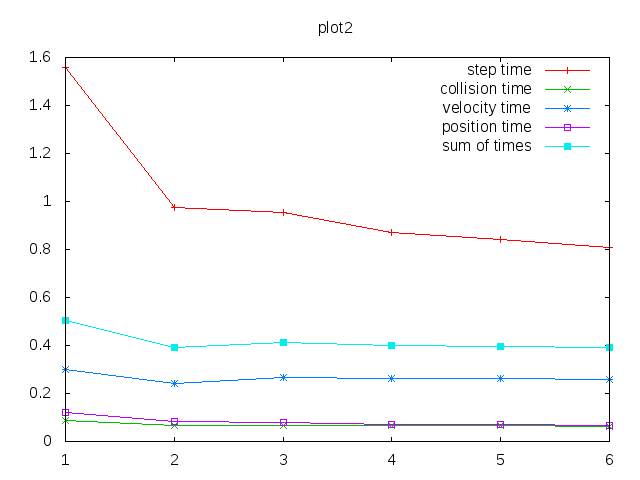 plot2
1.6
1.4
1.2
1
0.8
0.6
0.4
0.2
0
1 2 3 4 5 6
step time
collision time
velocity time
position time
sum of times